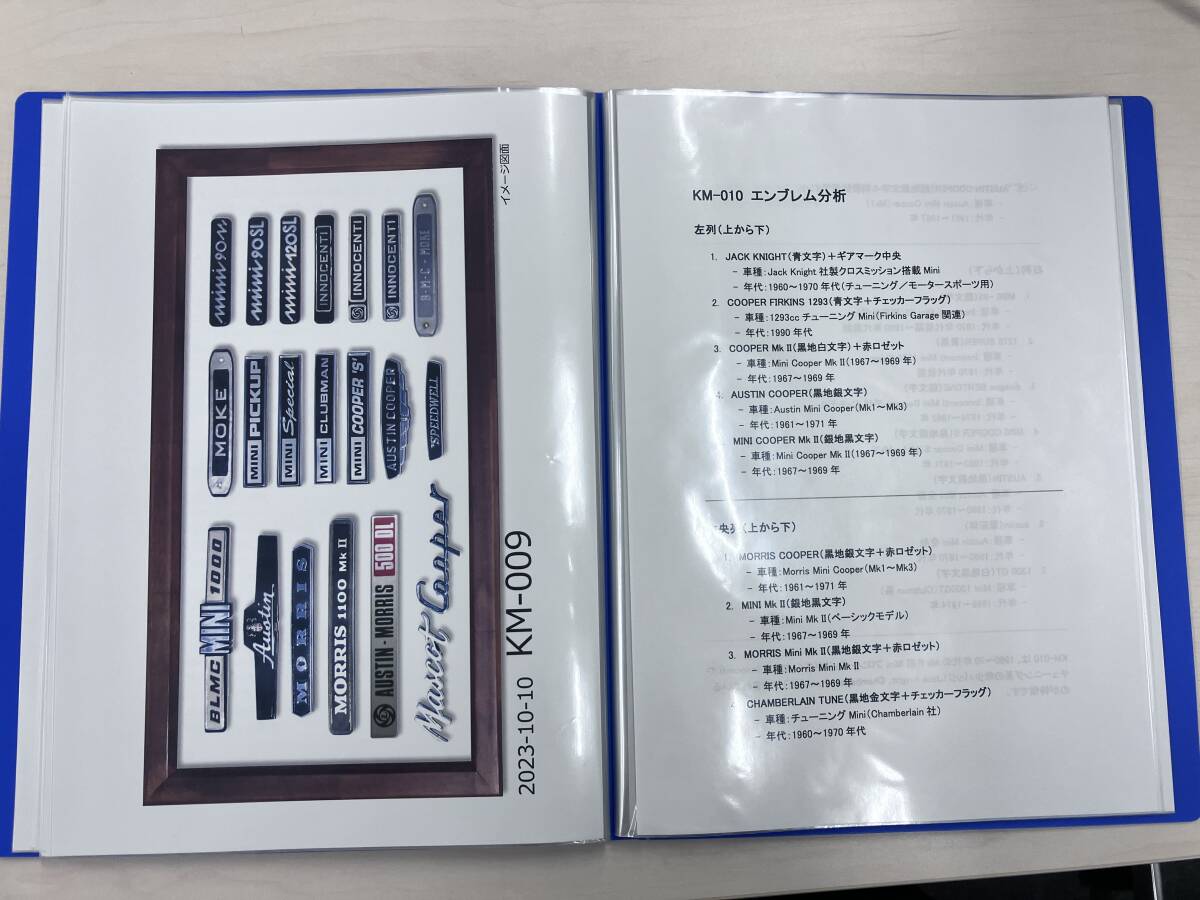 mini90N
mini90SL
mini120SL
INNOCENTI
INNOCENTI
INNOCENTI
B·M·C·MOKE
MOKE
MINI PICKUP
MINI Special
MINI CLUBMAN
MINI COOPER 'S'
AUSTIN COOPER
SPEEDWELL
BLMC MINI 1000
Austin
MORRIS
MORRIS 1100 Mk II
AUSTIN-MORRIS 500 DL
Mascot Cooper
イメージ図面
2023-10-10 KM-009
KM-010 エンブレム分析
左列(上から下)
1. JACK KNIGHT(青文字)+ギアマーク中央
- 車種:Jack Knight 社製クロスミッション搭載 Mini
- 年代:1960~1970 年代(チューニング/モータースポーツ用)
2. COOPER FIRKINS 1293(青文字+チェッカーフラッグ)
- 車種:1293cc チューニング Mini(Firkins Garage 関連)
- 年代:1990 年代
3. COOPER Mk Ⅱ(黒地白文字)+赤ロゼット
- 車種:Mini Cooper Mk Ⅱ(1967~1969 年)
- 年代:1967~1969 年
4. AUSTIN COOPER(黒地銀文字)
- 車種:Austin Mini Cooper(Mk1~Mk3)
- 年代:1961~1971 年
MINI COOPER Mk Ⅱ(銀地黒文字)
- 車種:Mini Cooper Mk Ⅱ(1967~1969 年)
- 年代:1967~1969 年
央列(上から下)
1. MORRIS COOPER(黒地銀文字+赤ロゼット)
- 車種:Morris Mini Cooper(Mk1~Mk3)
- 年代:1961~1971 年
2. MINI Mk Ⅱ(銀地黒文字)
- 車種:Mini Mk Ⅱ(ベーシックモデル)
- 年代:1967~1969 年
3. MORRIS Mini Mk Ⅱ(黒地銀文字+赤ロゼット)
- 車種:Morris Mini Mk Ⅱ
- 年代:1967~1969 年
4. CHAMBERLAIN TUNE(黒地金文字+チェッカーフラッグ)
- 車種:チューニング Mini(Chamberlain 社)
- 年代:1960~1970 年代